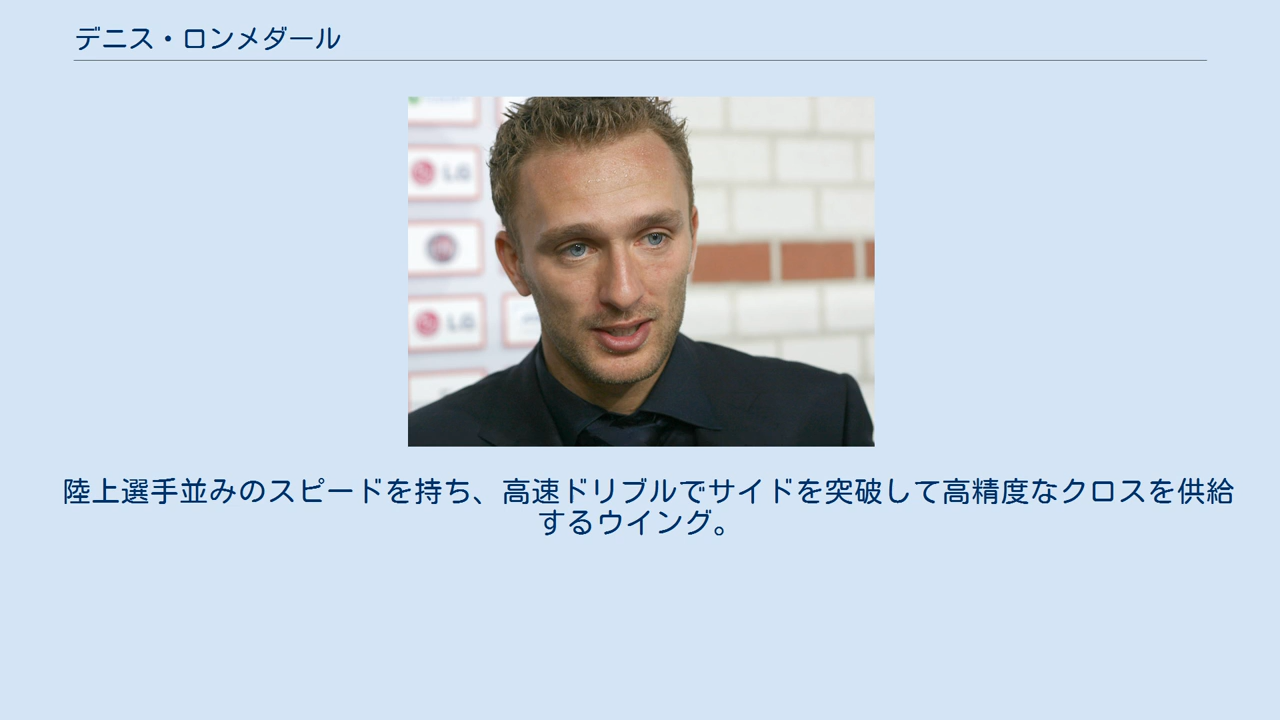 デニス・ロンメダール
LG
LG
陸上選手並みのスピードを持ち、高速ドリブルでサイドを突破して高精度なクロスを供給
するウイング。